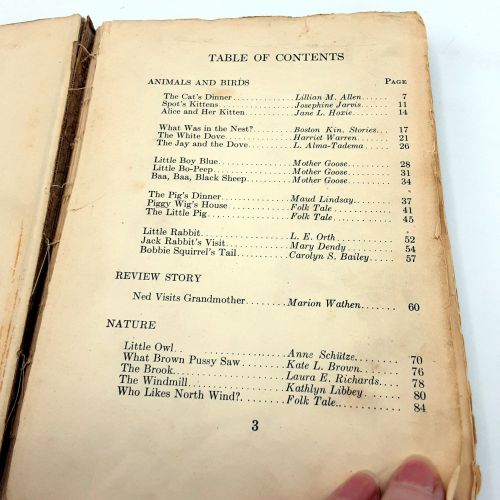 TABLE OF CONTENTS
ANIMALS AND BIRDS PAGE
The Cat's Dinner Lillian M. Allen 7
Spot's Kittens Josephine Jarvis 11
Alice and Her Kitten Jane L. Hoxie 14
What Was in the Nest? Boston Kin. Stories 17
The White Dove Harriet Warren 21
The Jay and the Dove L. Alma-Tadema 26
Little Boy Blue Mother Goose 28
Little Bo-Peep Mother Goose 31
Baa, Baa, Black Sheep Mother Goose 34
The Pig's Dinner Maud Lindsay 37
Piggy Wig's House Folk Tale 41
The Little Pig Folk Tale 45
Little Rabbit L. E. Orth 52
Jack Rabbit's Visit Mary Dendy 54
Bobbie Squirrel's Tail Carolyn S. Bailey 57
REVIEW STORY
Ned Visits Grandmother Marion Wathen 60
NATURE
Little Owl Anne Schütze 70
What Brown Pussy Saw Kate L. Brown 76
The Brook Laura E. Richards 78
The Windmill Kathlyn Libbey 80
Who Likes North Wind? Folk Tale 84
3